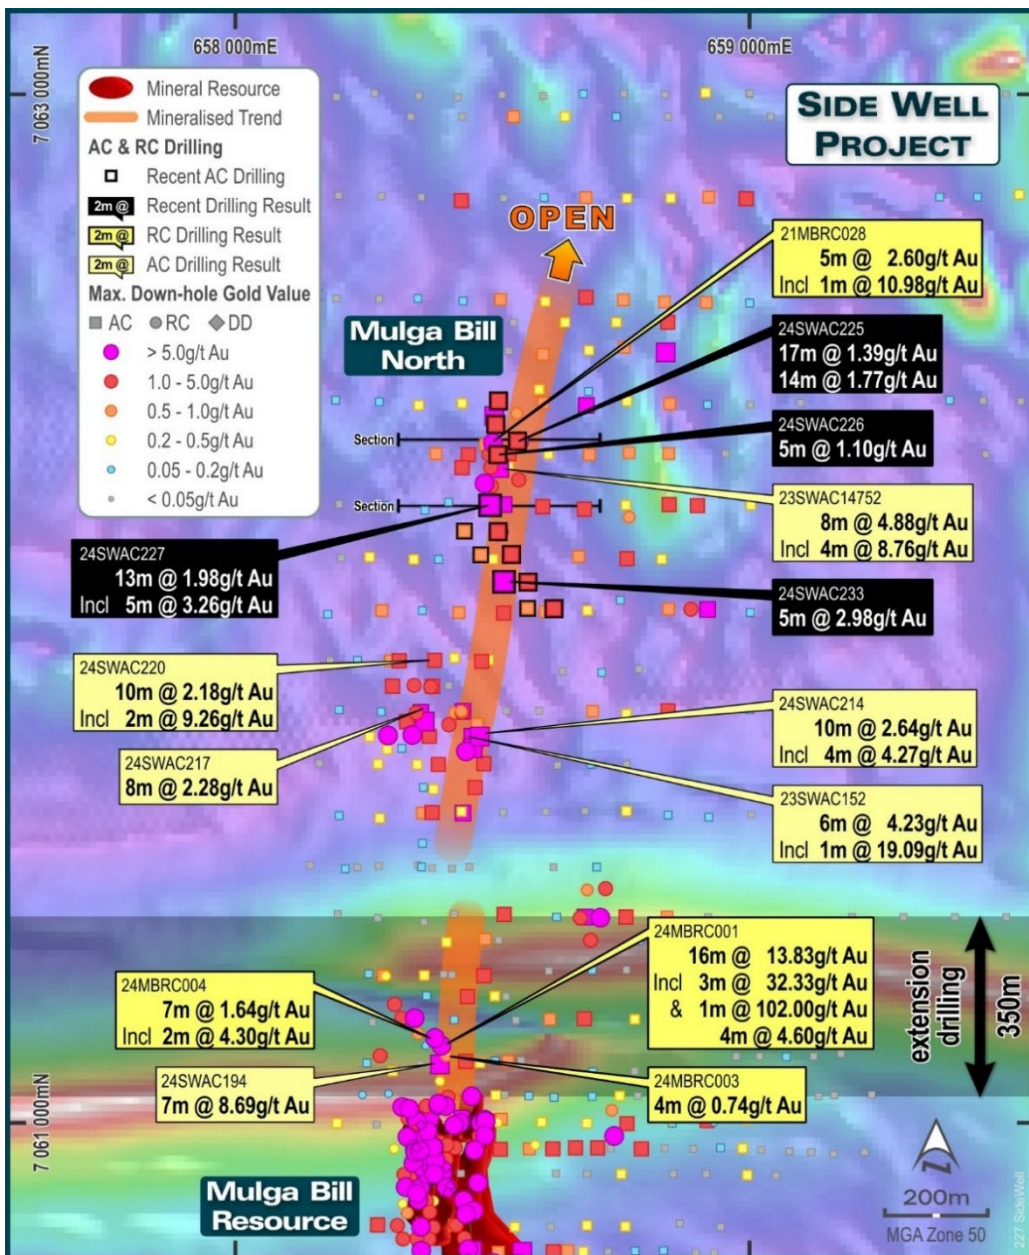 658 000mE
659 000mE
7 063 000mN
SIDE WELL
PROJECT
Mineral Resource
Mineralised Trend
AC & RC Drilling
Recent AC Drilling
2m @ Recent Drilling Result
2m @ RC Drilling Result
2m @ AC Drilling Result
Max. Down-hole Gold Value
AC RC DD
> 5.0g/t Au
1.0 - 5.0g/t Au
0.5 - 1.0g/t Au
0.2 - 0.5g/t Au
0.05 - 0.2g/t Au
< 0.05g/t Au
OPEN
Mulga Bill
North
21MBRC028
5m @ 2.60g/t Au
Incl 1m @ 10.98g/t Au
24SWAC225
17m @ 1.39g/t Au
14m @ 1.77g/t Au
Section
24SWAC226
5m @ 1.10g/t Au
23SWAC14752
8m @ 4.88g/t Au
Incl 4m @ 8.76g/t Au
Section
24SWAC227
13m @ 1.98g/t Au
Incl 5m @ 3.26g/t Au
24SWAC233
5m @ 2.98g/t Au
24SWAC220
10m @ 2.18g/t Au
Incl 2m @ 9.26g/t Au
24SWAC214
10m @ 2.64g/t Au
Incl 4m @ 4.27g/t Au
24SWAC217
8m @ 2.28g/t Au
23SWAC152
6m @ 4.23g/t Au
Incl 1m @ 19.09g/t Au
24MBRC001
16m @ 13.83g/t Au
Incl 3m @ 32.33g/t Au
& 1m @ 102.00g/t Au
4m @ 4.60g/t Au
24MBRC004
7m @ 1.64g/t Au
Incl 2m @ 4.30g/t Au
extension
drilling
350m
24SWAC194
7m @ 8.69g/t Au
24MBRC003
4m @ 0.74g/t Au
7 061 000mN
Mulga Bill
Resource
N
200m
MGA Zone 50
227 SideWell